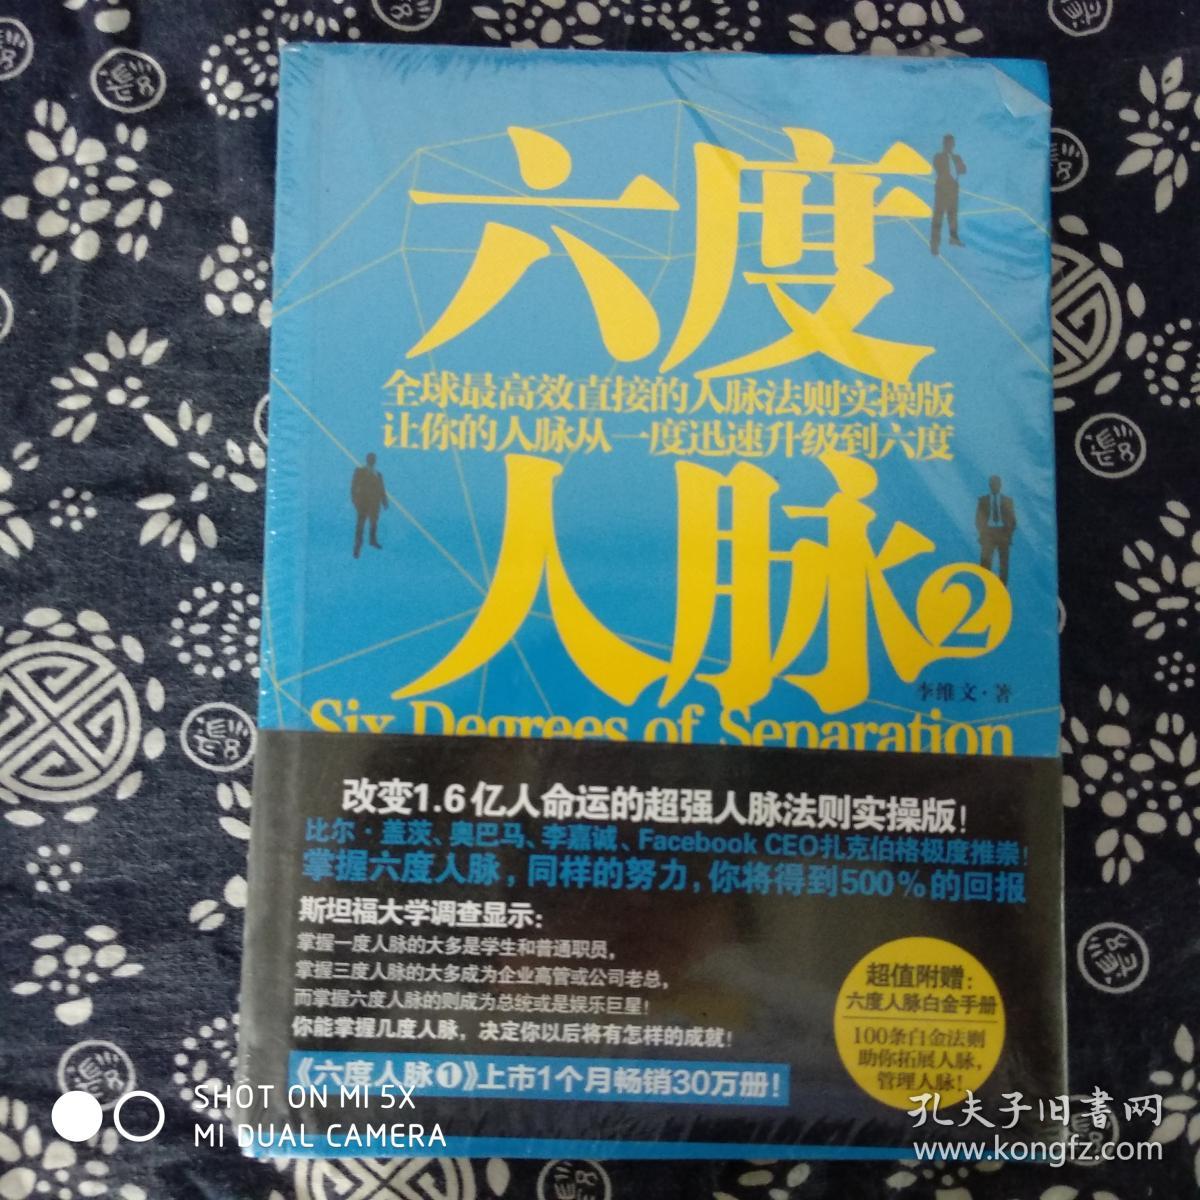 六度
全球最高效直接的人脉法则实操版
让你的人脉从一度迅速升级到六度
人脉2
李维文·著
Six Degrees of Separation
改变1.6亿人命运的超强人脉法则实操版!
比尔·盖茨、奥巴马、李嘉诚、Facebook CEO扎克伯格极度推崇!
掌握六度人脉,同样的努力,你将得到500%的回报
斯坦福大学调查显示:
掌握一度人脉的大多是学生和普通职员,
掌握三度人脉的大多成为企业高管或公司老总,
而掌握六度人脉的则成为总统或是娱乐巨星!
你能掌握几度人脉,决定你以后将有怎样的成就!
《六度人脉❶》上市1个月畅销30万册!
超值附赠:
六度人脉白金手册
100条白金法则
助你拓展人脉,
管理人脉!
SHOT ON MI 5X
MI DUAL CAMERA
孔夫子旧书网
www.kongfz.com